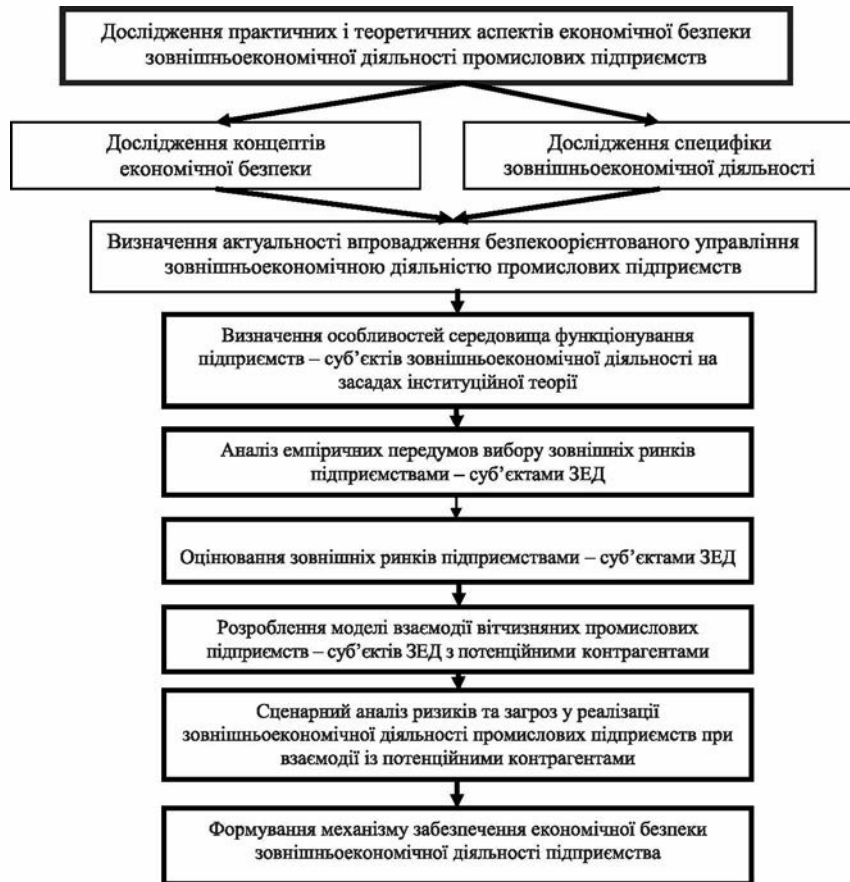 Дослідження практичних і теоретичних аспектів економічної безпеки
зовнішньоекономічної діяльності промислових підприємств
Дослідження концептів
економічної безпеки
Дослідження специфіки
зовнішньоекономічної діяльності
Визначення актуальності впровадження безпекоорієнтованого управління
зовнішньоекономічною діяльністю промислових підприємств
Визначення особливостей середовища функціонування
підприємств – суб’єктів зовнішньоекономічної діяльності на
засадах інституційної теорії
Аналіз емпіричних передумов вибору зовнішніх ринків
підприємствами – суб’єктами ЗЕД
Оцінювання зовнішніх ринків підприємствами – суб’єктами ЗЕД
Розроблення моделі взаємодії вітчизняних промислових
підприємств – суб’єктів ЗЕД з потенційними контрагентами
Сценарний аналіз ризиків та загроз у реалізації
зовнішньоекономічної діяльності промислових підприємств при
взаємодії із потенційними контрагентами
Формування механізму забезпечення економічної безпеки
зовнішньоекономічної діяльності підприємства